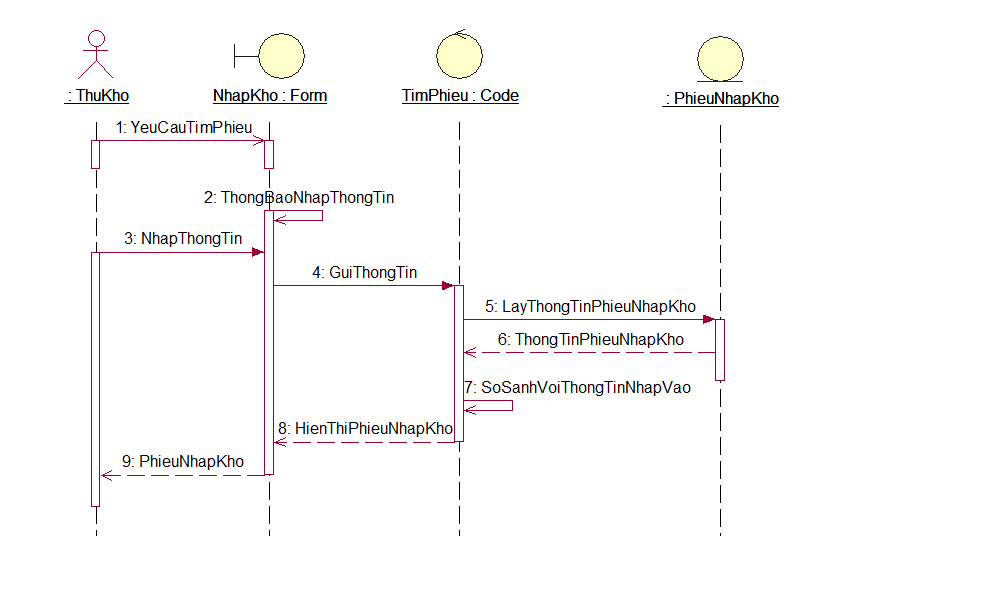 : ThuKho
NhapKho : Form
TimPhieu : Code
: PhieuNhapKho
1: YeuCauTimPhieu
2: ThongBaoNhapThongTin
3: NhapThongTin
4: GuiThongTin
5: LayThongTinPhieuNhapKho
6: ThongTinPhieuNhapKho
7: SoSanhVoiThongTinNhapVao
8: HienThiPhieuNhapKho
9: PhieuNhapKho